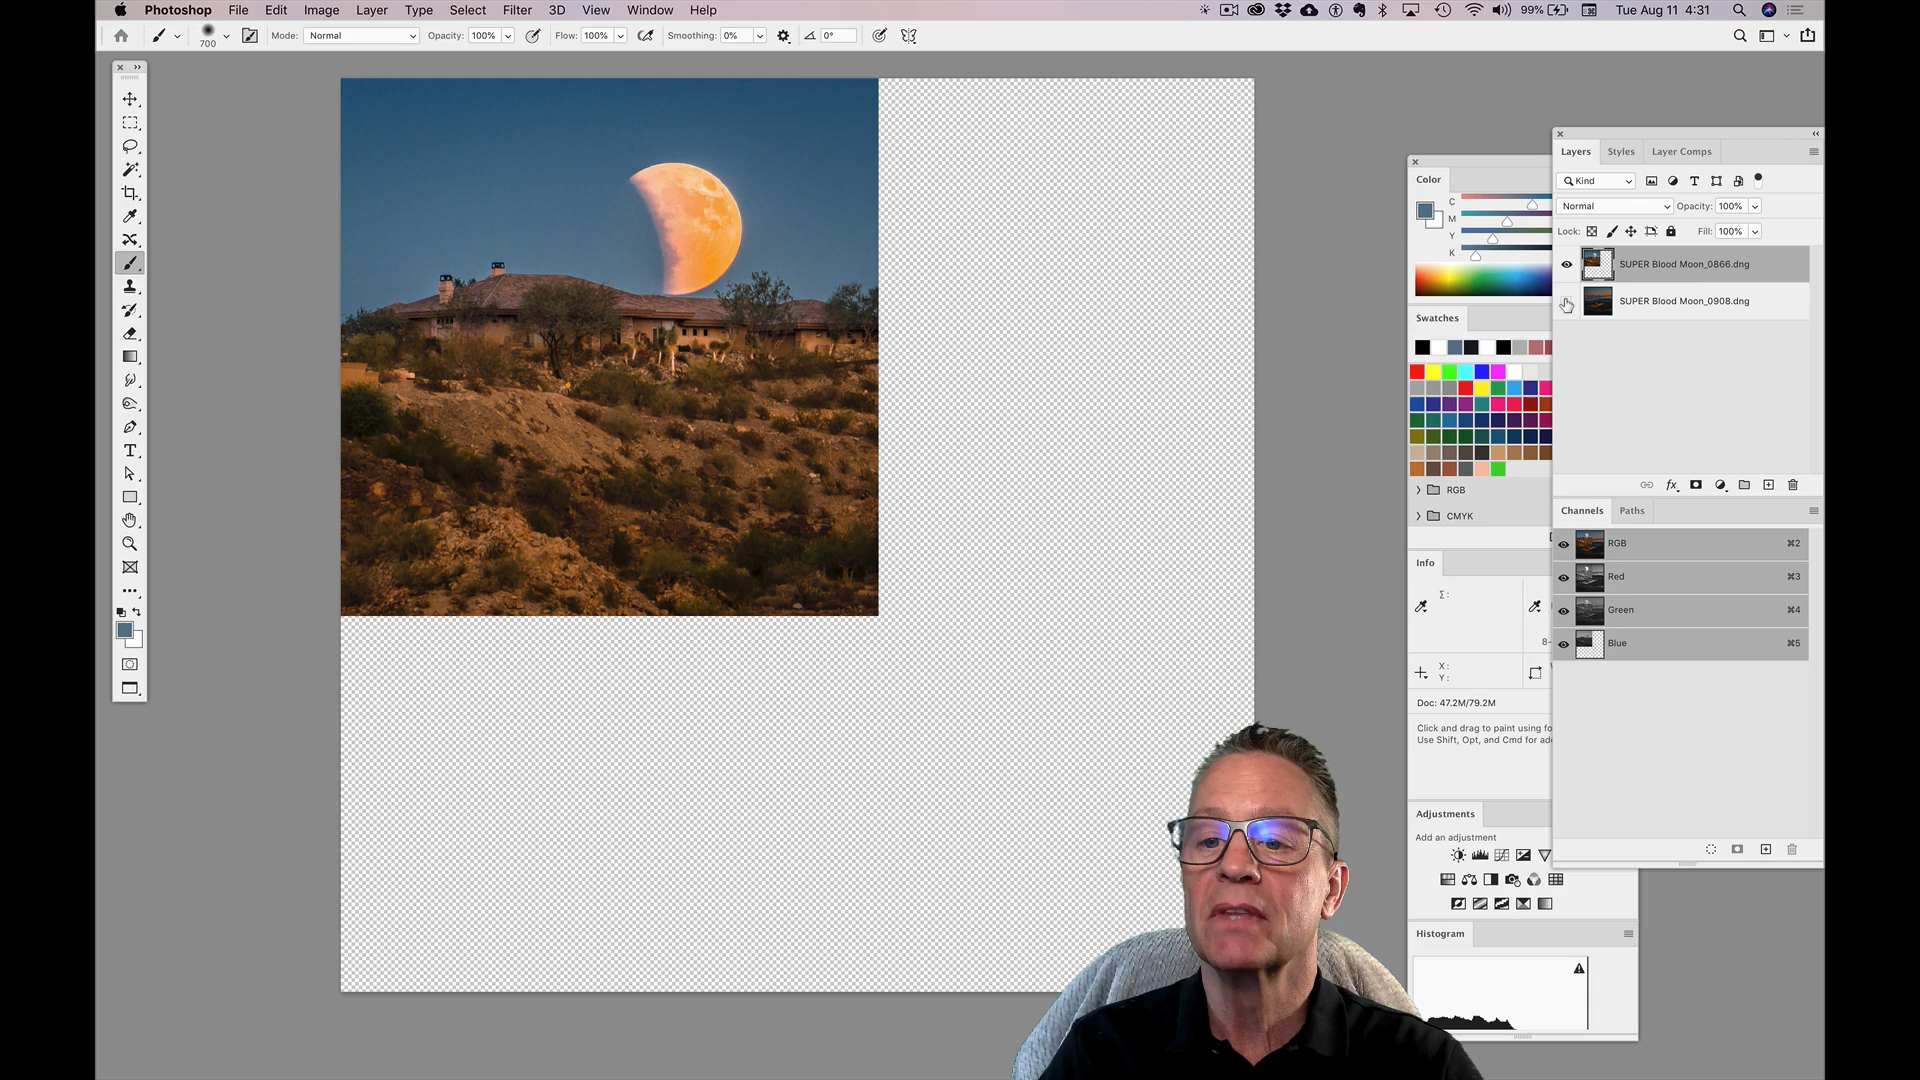 Photoshop File Edit Image Layer Type Select Filter 3D View Window Help 99% Tue Aug 11 4:31
700 Mode: Normal Opacity: 100% Flow: 100% Smoothing: 0% 0°
Layers Styles Layer Comps
Kind
Normal Opacity: 100%
Lock: Fill: 100%
SUPER Blood Moon_0866.dng
SUPER Blood Moon_0908.dng
Color
C
M
Y
K
Swatches
RGB
CMYK
Channels Paths
RGB ⌘2
Red ⌘3
Green ⌘4
Blue ⌘5
Info
Σ:
8-
X:
Y:
Doc: 47.2M/79.2M
Click and drag to paint using fo
Use Shift, Opt, and Cmd for ad
Adjustments
Add an adjustment
Histogram